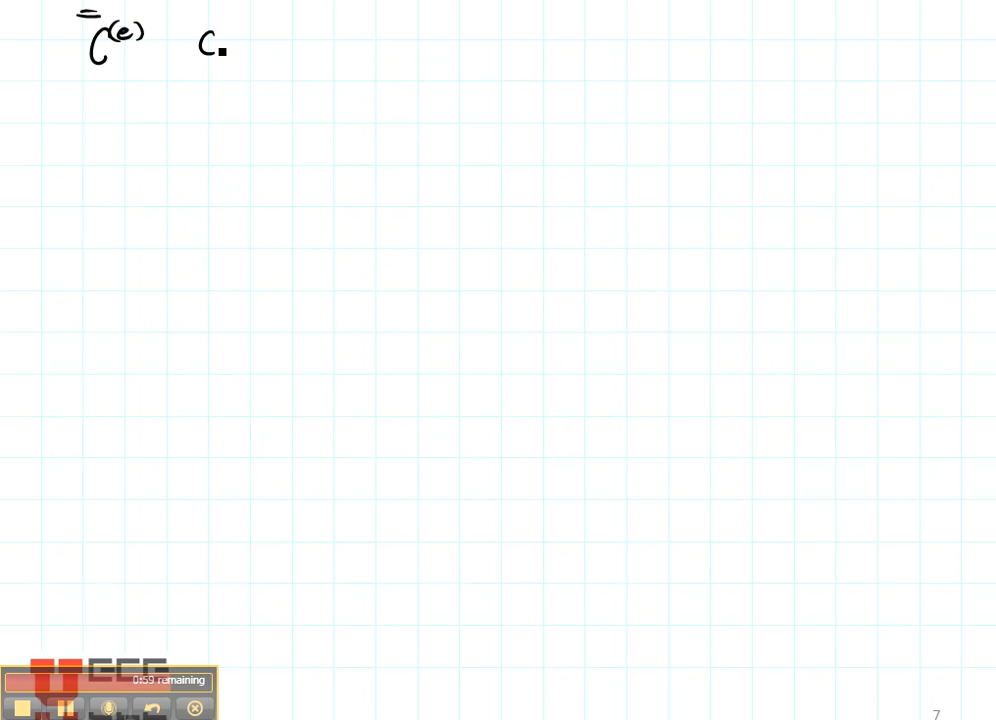 =
C(e) C.
0:59 remaining
7